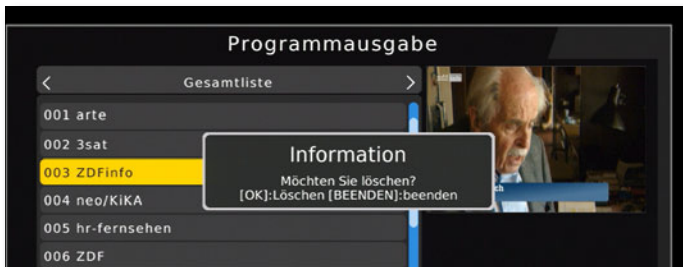 Programmausgabe
< Gesamtliste >
001 arte
002 3sat
003 ZDFinfo
004 neo/KiKA
005 hr-fernsehen
006 ZDF
Information
Möchten Sie löschen?
[OK]:Löschen [BEENDEN]:beenden
ch